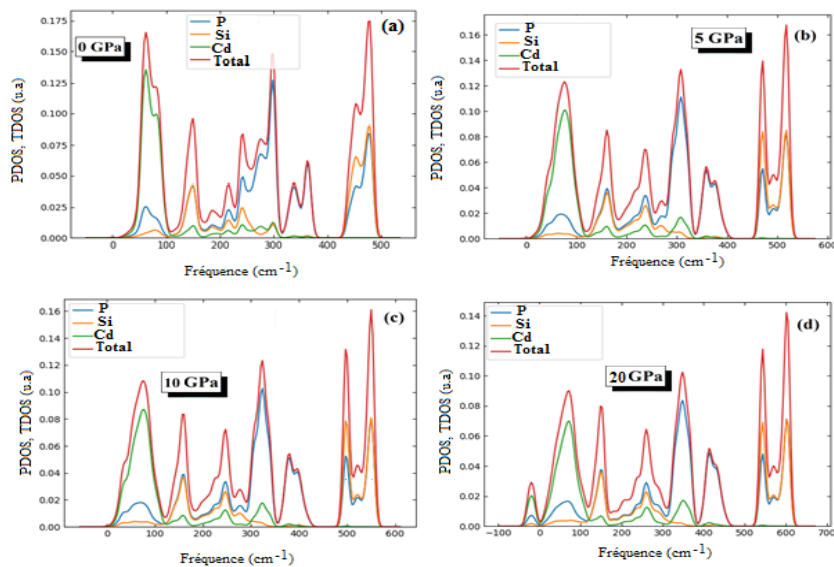 (a)
0 GPa
P
Si
Cd
Total
PDOS, TDOS (u.a)
0.175
0.150
0.125
0.100
0.075
0.050
0.025
0.000
0 100 200 300 400 500
Fréquence (cm⁻¹)
(b)
5 GPa
P
Si
Cd
Total
PDOS, TDOS (u.a)
0.16
0.14
0.12
0.10
0.08
0.06
0.04
0.02
0.00
0 100 200 300 400 500 600
Fréquence (cm⁻¹)
(c)
10 GPa
P
Si
Cd
Total
PDOS, TDOS (u.a)
0.16
0.14
0.12
0.10
0.08
0.06
0.04
0.02
0.00
0 100 200 300 400 500 600
Fréquence (cm⁻¹)
(d)
20 GPa
P
Si
Cd
Total
PDOS, TDOS (u.a)
0.14
0.12
0.10
0.08
0.06
0.04
0.02
0.00
−100 0 100 200 300 400 500 600 700
Fréquence (cm⁻¹)